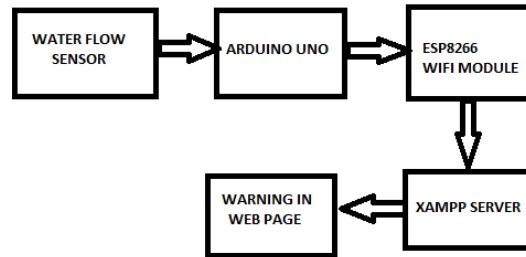 WATER FLOW
SENSOR
ARDUINO UNO
ESP8266
WIFI MODULE
XAMPP SERVER
WARNING IN
WEB PAGE